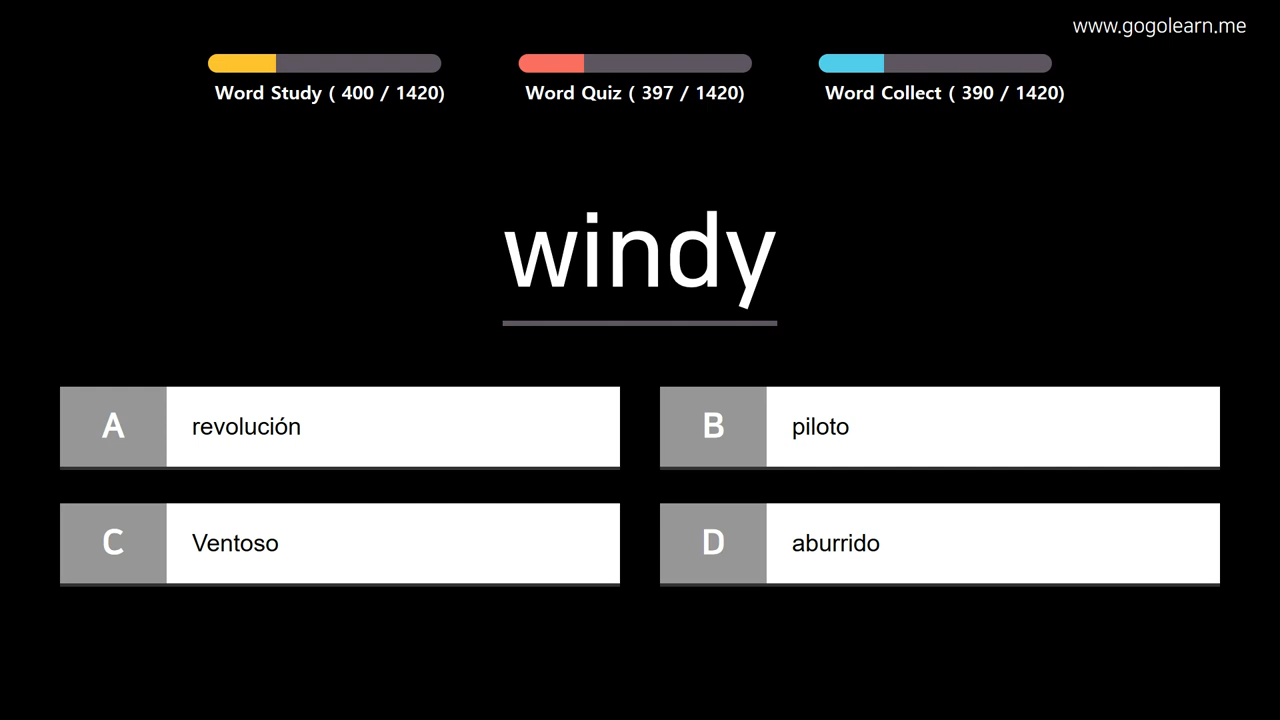 www.gogolearn.me
Word Study ( 400 / 1420)
Word Quiz ( 397 / 1420)
Word Collect ( 390 / 1420)
windy
A revolución
B piloto
C Ventoso
D aburrido